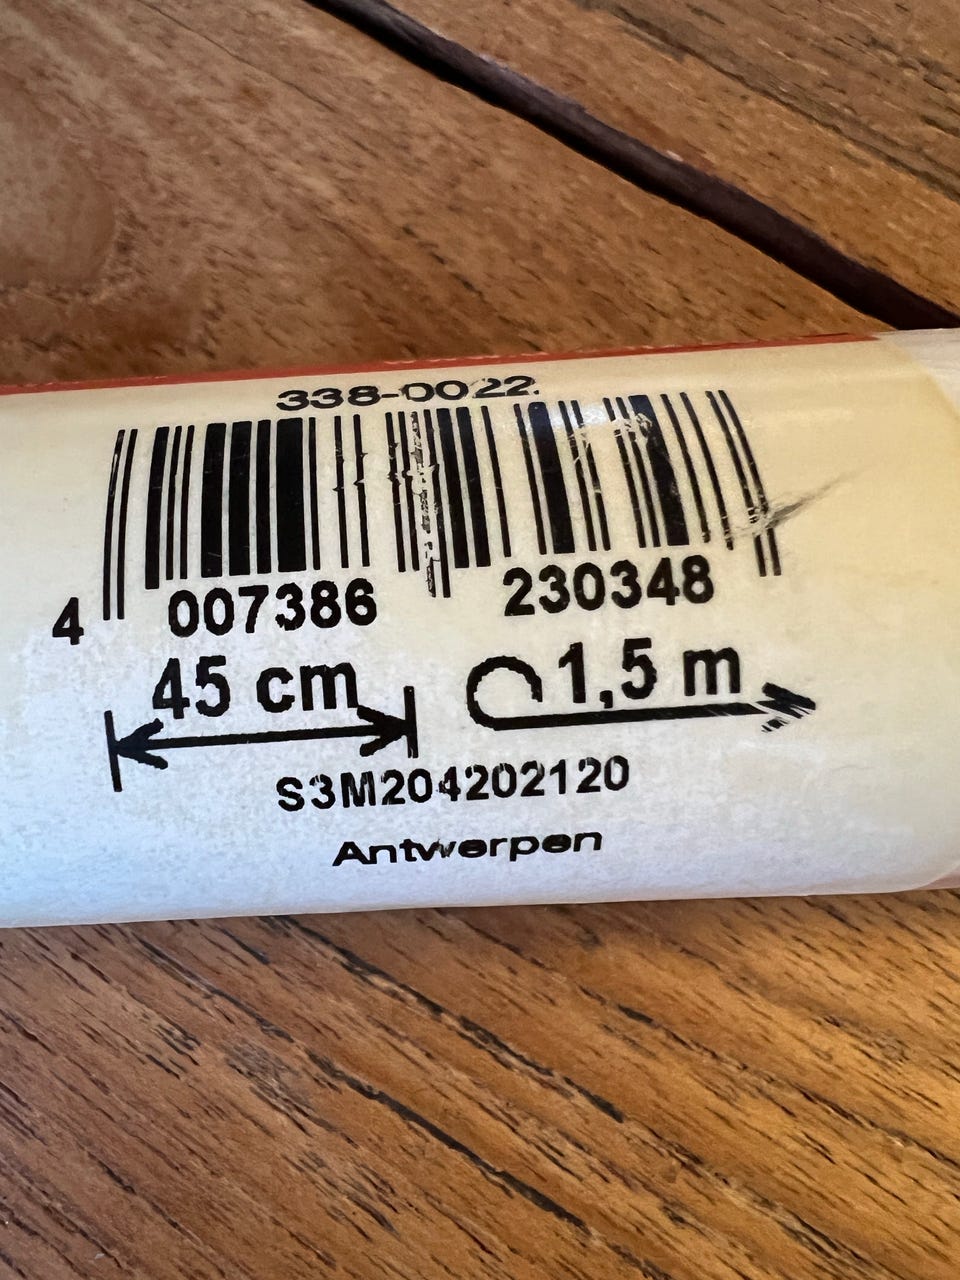 338-0022.
4 007386 230348
45 cm 1,5 m
S3M204202120
Antwerpen